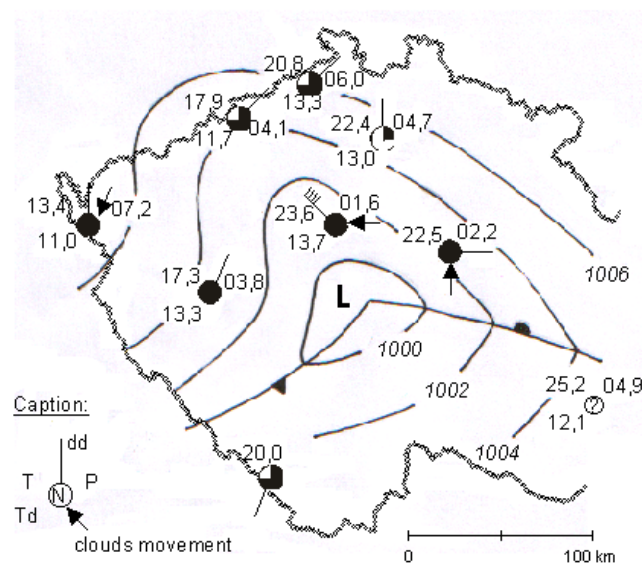 20,8 06,0
13,3
17,9
11,7 04,1
22,4 04,7
13,0
13,4 07,2
11,0
23,6 01,6
13,7
22,5 02,2
17,3 03,8
13,3
L
1006
1000
1002
1004
25,2 04,9
12,1 ?
20,0
Caption:
dd
T N P
Td
clouds movement
0 100 km